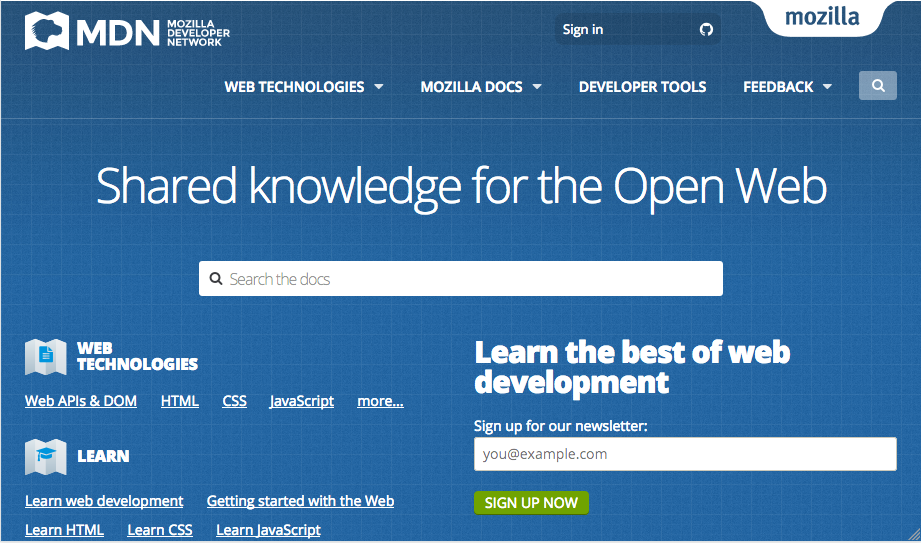 MDN MOZILLA DEVELOPER NETWORK
Sign in
mozilla
WEB TECHNOLOGIES MOZILLA DOCS DEVELOPER TOOLS FEEDBACK
Shared knowledge for the Open Web
Search the docs
WEB
TECHNOLOGIES
Web APIs & DOM HTML CSS JavaScript more...
LEARN
Learn web development Getting started with the Web
Learn HTML Learn CSS Learn JavaScript
Learn the best of web
development
Sign up for our newsletter:
you@example.com
SIGN UP NOW